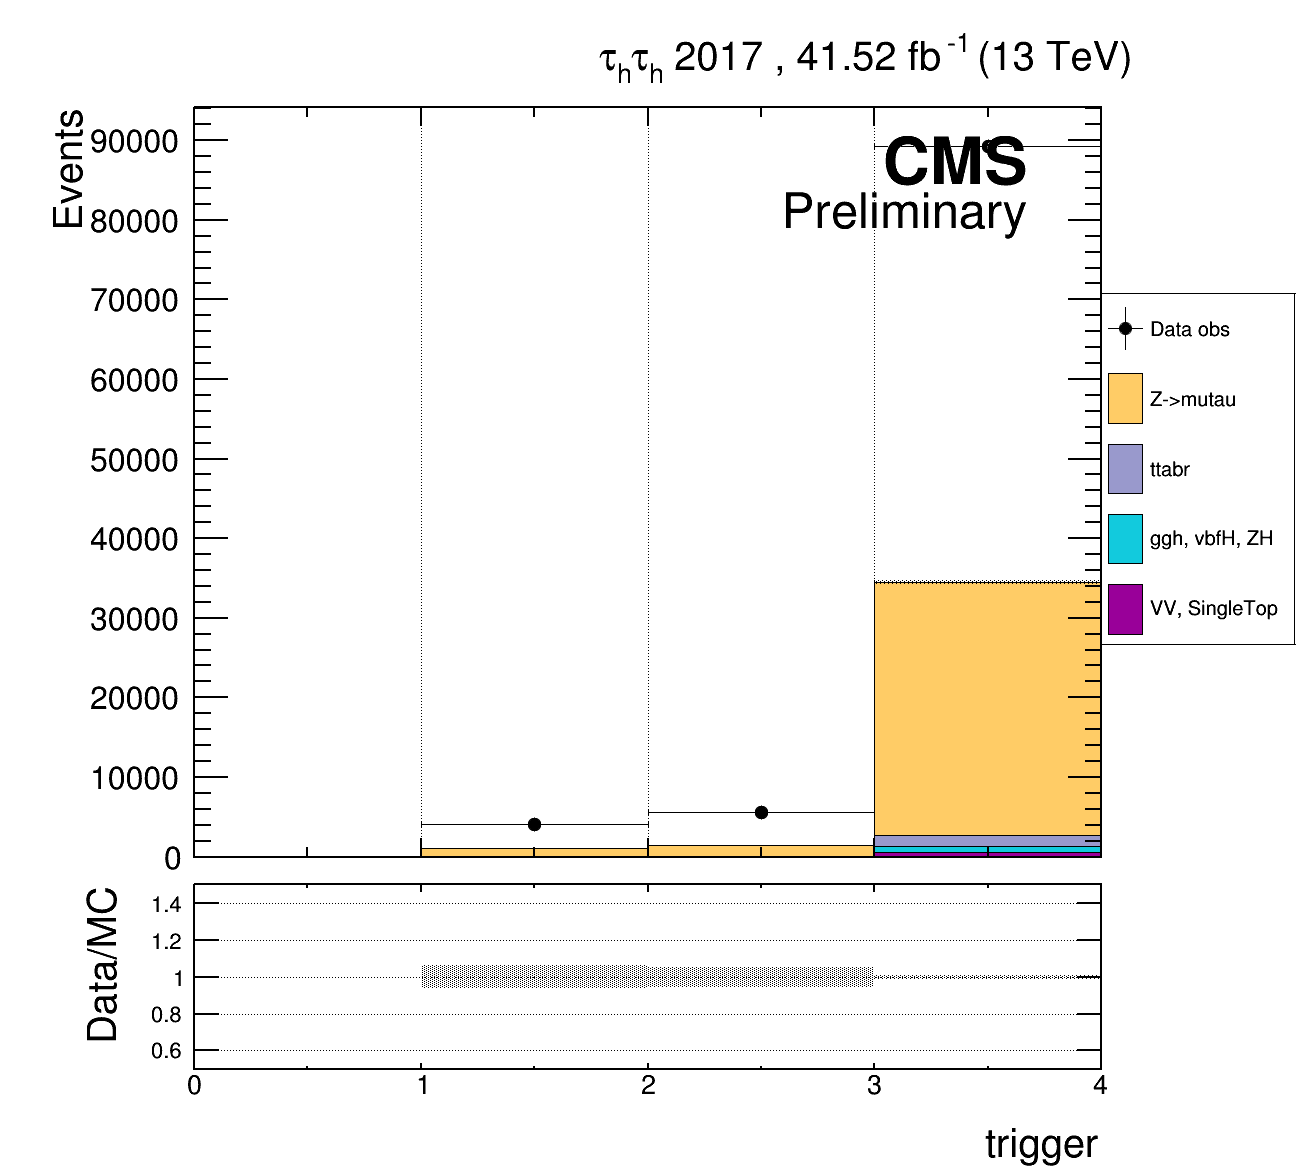 τhτh 2017 , 41.52 fb-1 (13 TeV)
Events
90000
80000
70000
60000
50000
40000
30000
20000
10000
0
CMS
Preliminary
Data obs
Z->mutau
ttabr
ggh, vbfH, ZH
VV, SingleTop
Data/MC
1.4
1.2
1
0.8
0.6
0 1 2 3 4
trigger